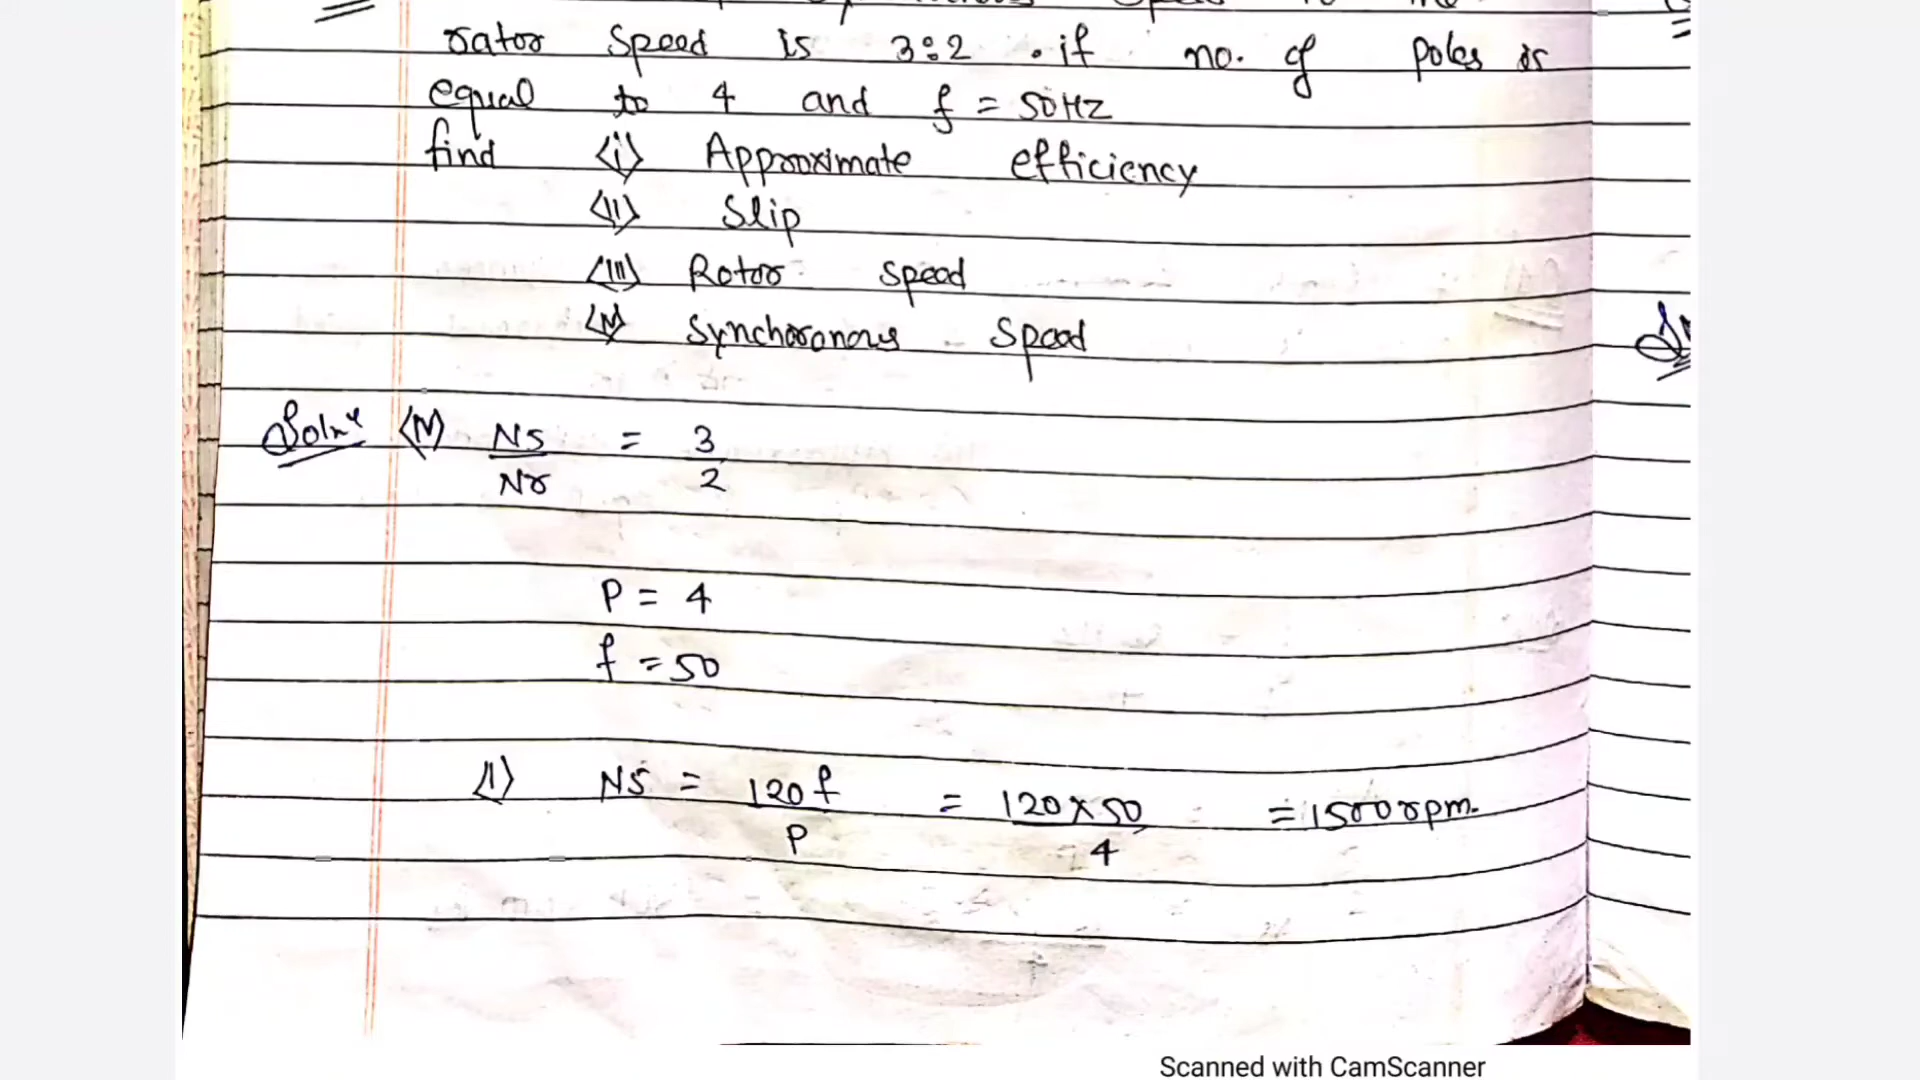 rotor speed is 3:2 . if no. of poles is
equal to 4 and f = 50Hz
find <i> Approximate efficiency
<ii> Slip
<iii> Rotor speed
<iv> Synchronous Speed
Soln <iv> Ns/Nr = 3/2
P = 4
f = 50
<i> NS = 120f/P = 120×50/4 = 1500rpm.
Scanned with CamScanner